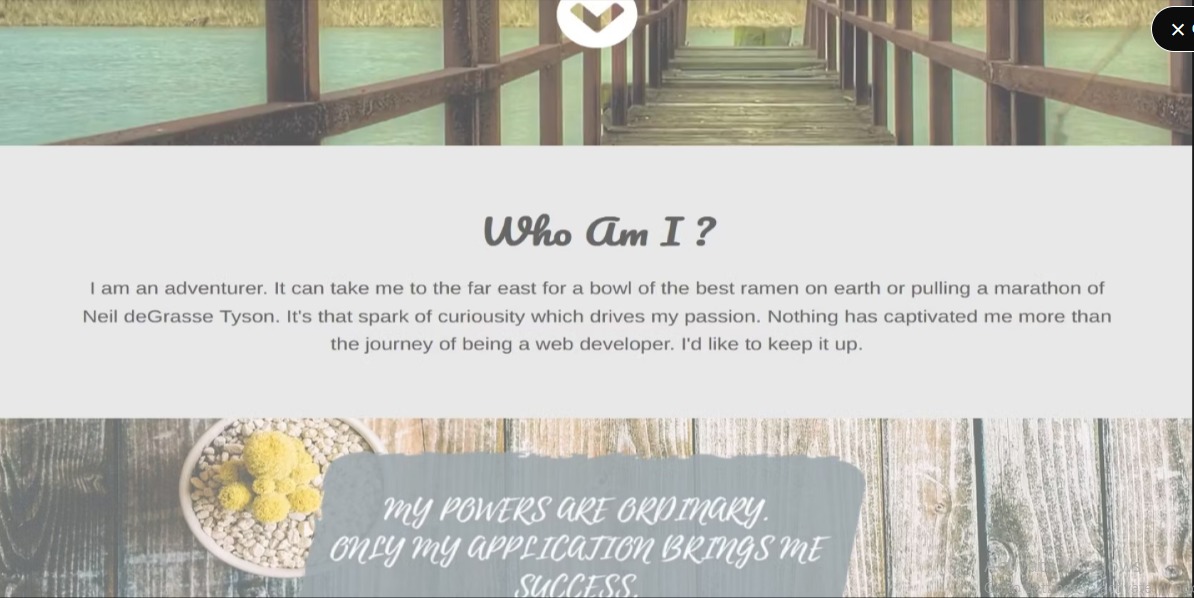 Who Am I ?
I am an adventurer. It can take me to the far east for a bowl of the best ramen on earth or pulling a marathon of
Neil deGrasse Tyson. It's that spark of curiousity which drives my passion. Nothing has captivated me more than
the journey of being a web developer. I'd like to keep it up.
MY POWERS ARE ORDINARY.
ONLY MY APPLICATION BRINGS ME
SUCCESS.